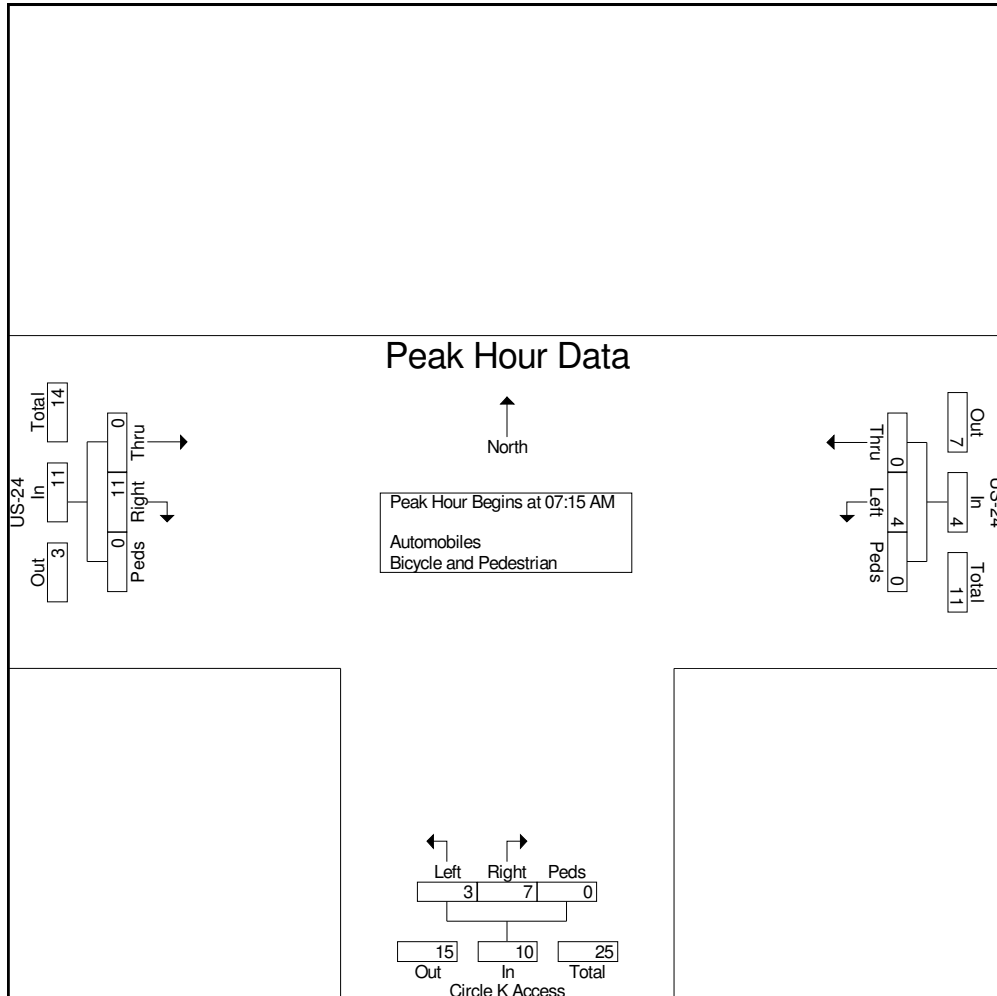 Peak Hour Data
North
Peak Hour Begins at 07:15 AM
Automobiles
Bicycle and Pedestrian
US-24
Total
14
In
11
Out
3
Thru
0
Right
11
Peds
0
Thru
0
Left
4
Peds
0
Out
7
In
4
Total
11
US-24
Left Right Peds
3 7 0
15 10 25
Out In Total
Circle K Access